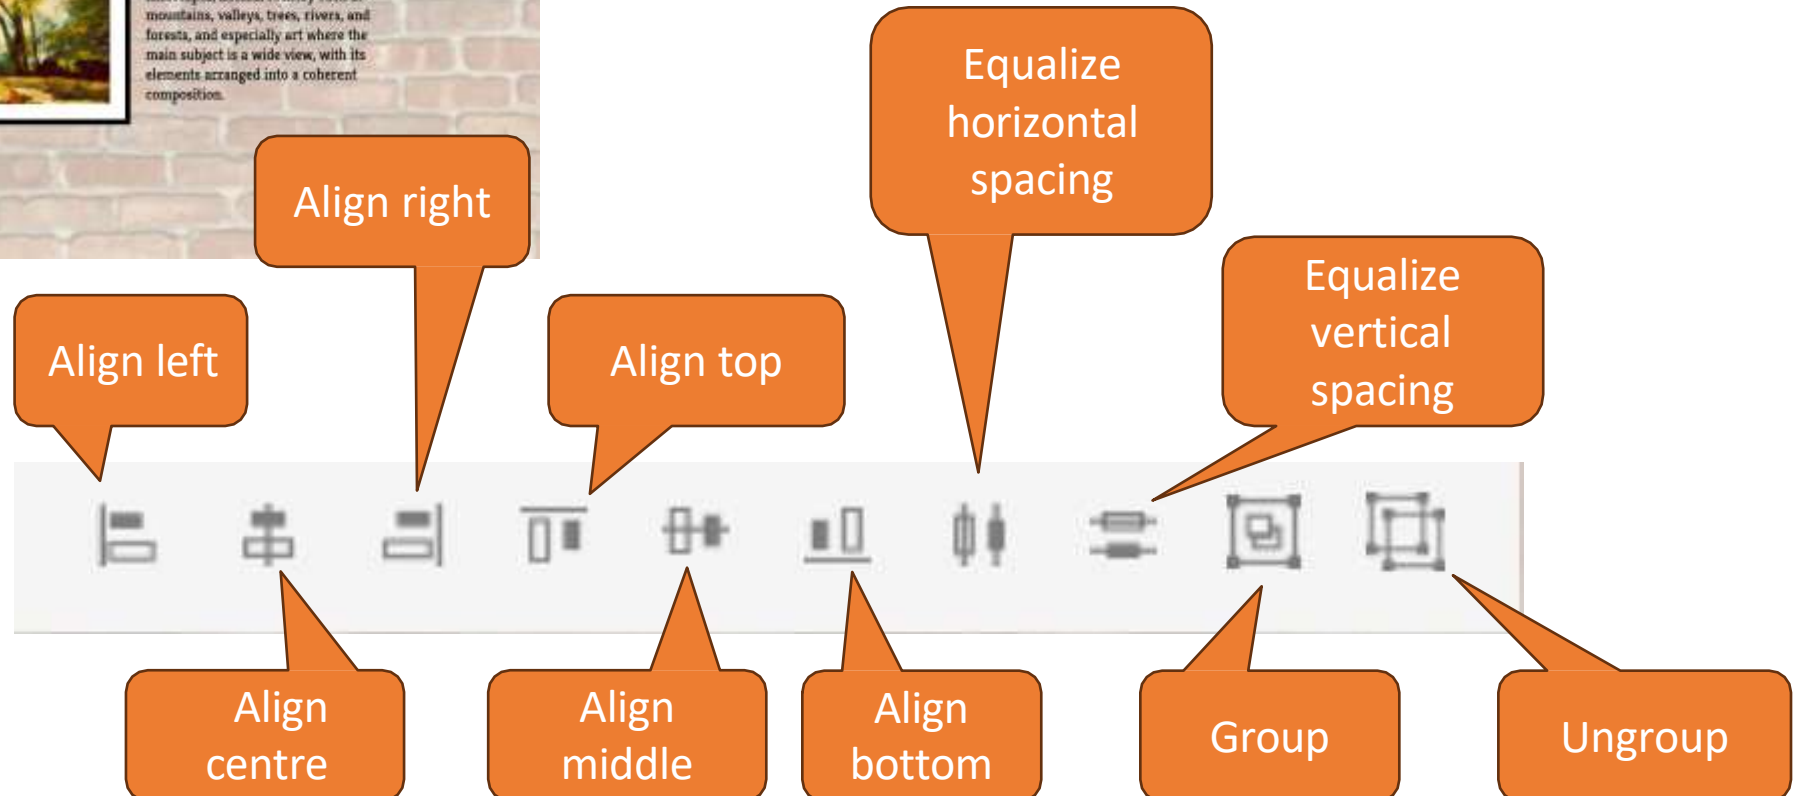 mountains, valleys, trees, rivers, and
forests, and especially art where the
main subject is a wide view, with its
elements arranged into a coherent
composition.
Equalize
horizontal
spacing
Align right
Equalize
vertical
spacing
Align left
Align top
Align
centre
Align
middle
Align
bottom
Group
Ungroup